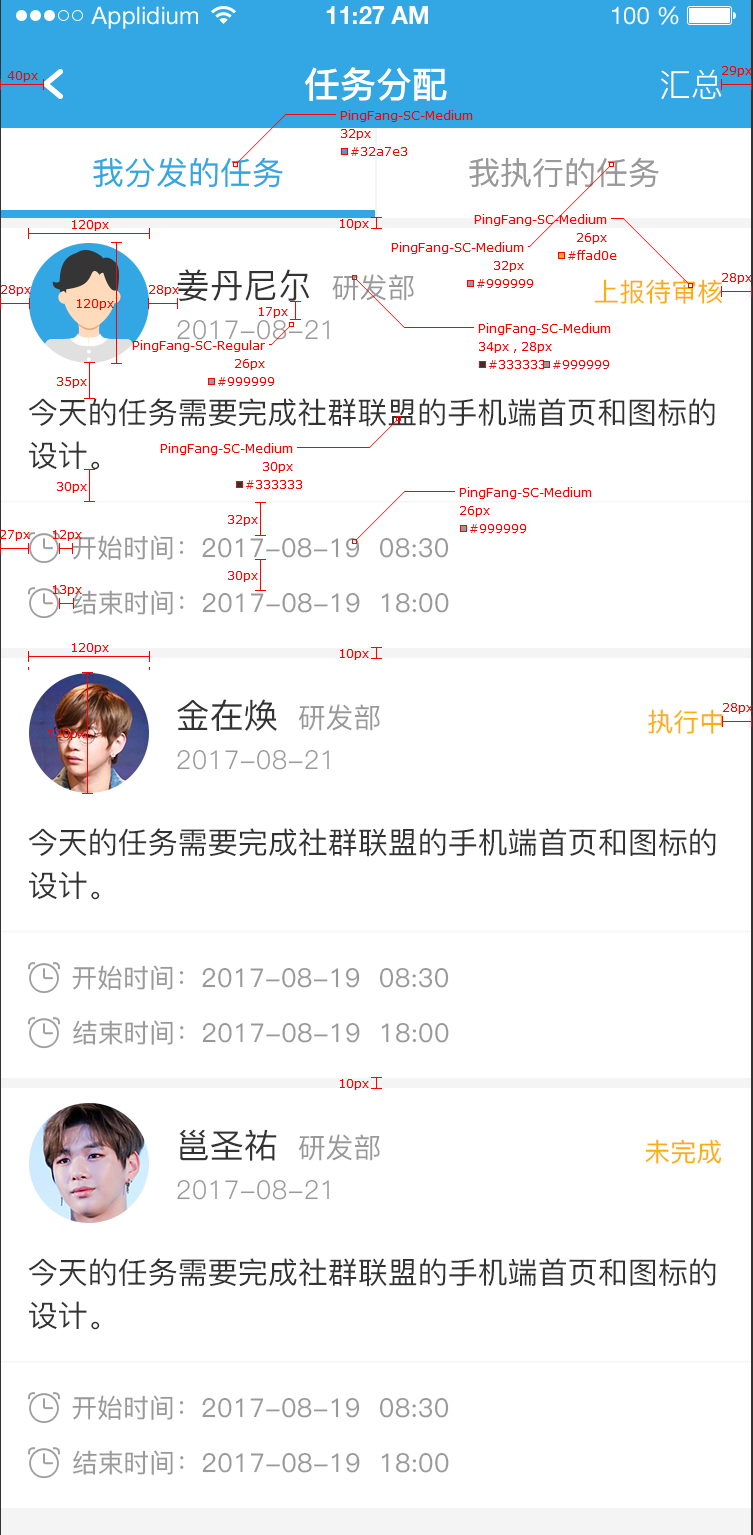 Applidium 11:27 AM 100 %
40px 任务分配 汇总 29px
PingFang-SC-Medium
32px
#32a7e3
我分发的任务 我执行的任务
120px 10px PingFang-SC-Medium
26px
#ffad0e
PingFang-SC-Medium
32px
#999999
28px 120px 28px 姜丹尼尔 研发部 上报待审核 28px
17px
2017-08-21
PingFang-SC-Medium
34px , 28px
#333333 #999999
PingFang-SC-Regular
26px
#999999
35px
今天的任务需要完成社群联盟的手机端首页和图标的
设计。
PingFang-SC-Medium
30px
#333333
30px
PingFang-SC-Medium
26px
#999999
32px
27px 12px 开始时间：2017-08-19 08:30
30px
13px 结束时间：2017-08-19 18:00
120px 10px
120px 金在焕 研发部 执行中 28px
2017-08-21
今天的任务需要完成社群联盟的手机端首页和图标的
设计。
开始时间：2017-08-19 08:30
结束时间：2017-08-19 18:00
10px
邕圣祐 研发部 未完成
2017-08-21
今天的任务需要完成社群联盟的手机端首页和图标的
设计。
开始时间：2017-08-19 08:30
结束时间：2017-08-19 18:00